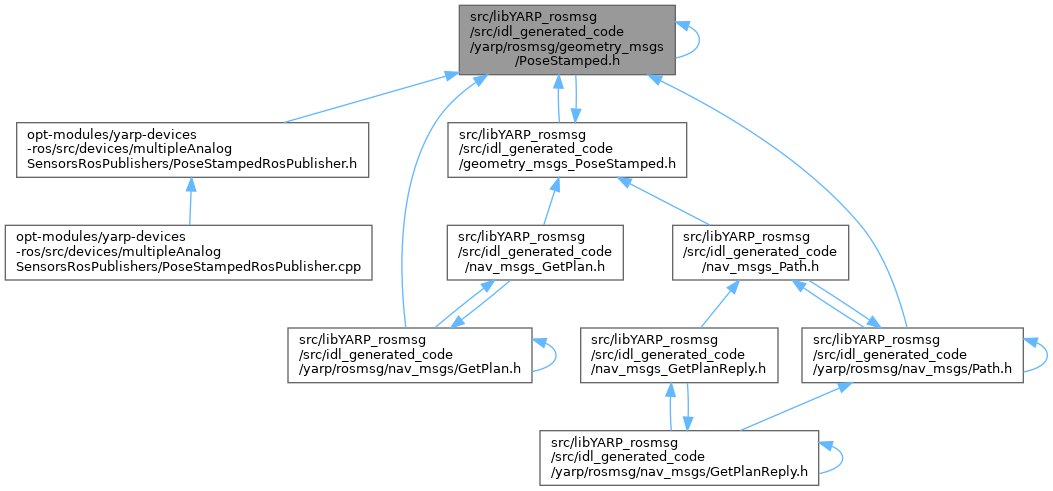 src/libYARP_rosmsg
/src/idl_generated_code
/yarp/rosmsg/geometry_msgs
/PoseStamped.h
opt-modules/yarp-devices
-ros/src/devices/multipleAnalog
SensorsRosPublishers/PoseStampedRosPublisher.h
src/libYARP_rosmsg
/src/idl_generated_code
/geometry_msgs_PoseStamped.h
opt-modules/yarp-devices
-ros/src/devices/multipleAnalog
SensorsRosPublishers/PoseStampedRosPublisher.cpp
src/libYARP_rosmsg
/src/idl_generated_code
/nav_msgs_GetPlan.h
src/libYARP_rosmsg
/src/idl_generated_code
/nav_msgs_Path.h
src/libYARP_rosmsg
/src/idl_generated_code
/yarp/rosmsg/nav_msgs/GetPlan.h
src/libYARP_rosmsg
/src/idl_generated_code
/nav_msgs_GetPlanReply.h
src/libYARP_rosmsg
/src/idl_generated_code
/yarp/rosmsg/nav_msgs/Path.h
src/libYARP_rosmsg
/src/idl_generated_code
/yarp/rosmsg/nav_msgs/GetPlanReply.h